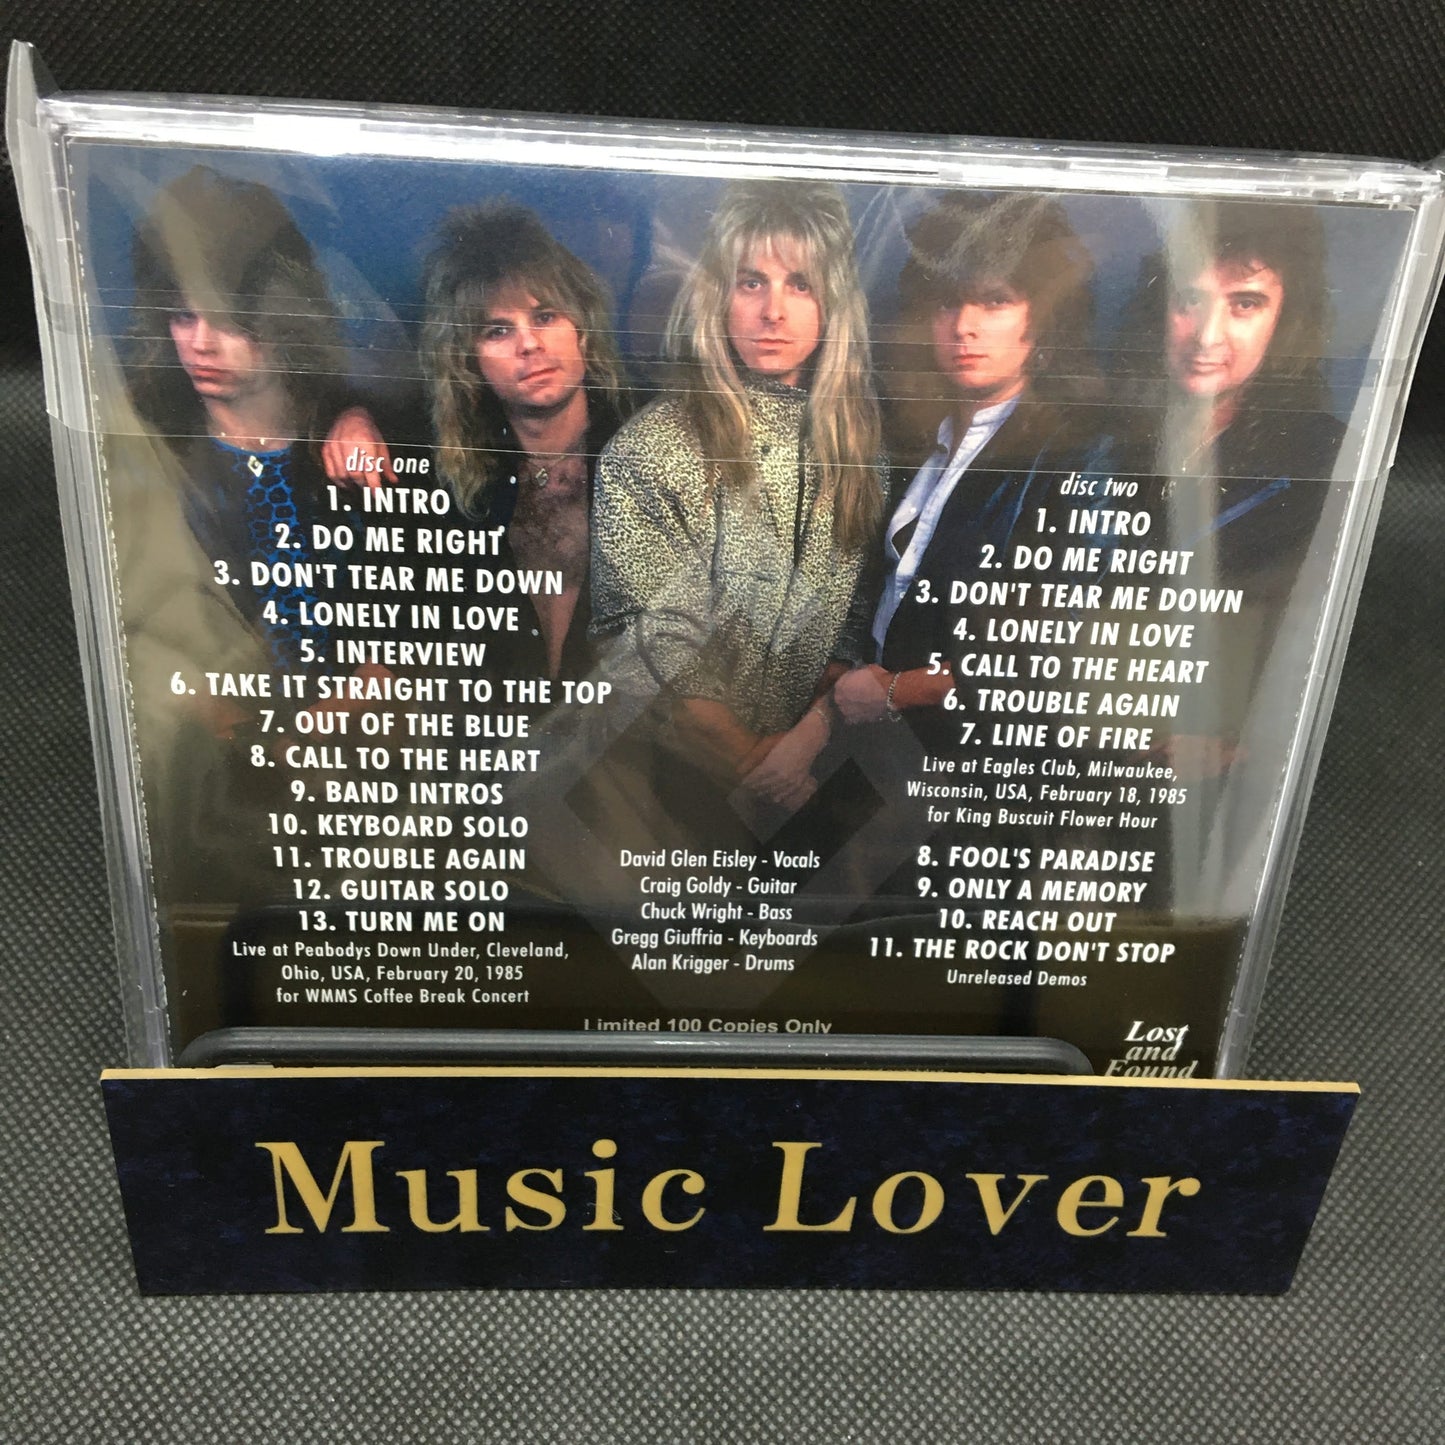 disc one
1. INTRO
2. DO ME RIGHT
3. DON'T TEAR ME DOWN
4. LONELY IN LOVE
5. INTERVIEW
6. TAKE IT STRAIGHT TO THE TOP
7. OUT OF THE BLUE
8. CALL TO THE HEART
9. BAND INTROS
10. KEYBOARD SOLO
11. TROUBLE AGAIN
12. GUITAR SOLO
13. TURN ME ON
Live at Peabodys Down Under, Cleveland,
Ohio, USA, February 20, 1985
for WMMS Coffee Break Concert
David Glen Eisley - Vocals
Craig Goldy - Guitar
Chuck Wright - Bass
Gregg Giuffria - Keyboards
Alan Krigger - Drums
disc two
1. INTRO
2. DO ME RIGHT
3. DON'T TEAR ME DOWN
4. LONELY IN LOVE
5. CALL TO THE HEART
6. TROUBLE AGAIN
7. LINE OF FIRE
Live at Eagles Club, Milwaukee,
Wisconsin, USA, February 18, 1985
for King Buscuit Flower Hour
8. FOOL'S PARADISE
9. ONLY A MEMORY
10. REACH OUT
11. THE ROCK DON'T STOP
Unreleased Demos
Limited 100 Copies Only
Lost
and
Found
Music Lover